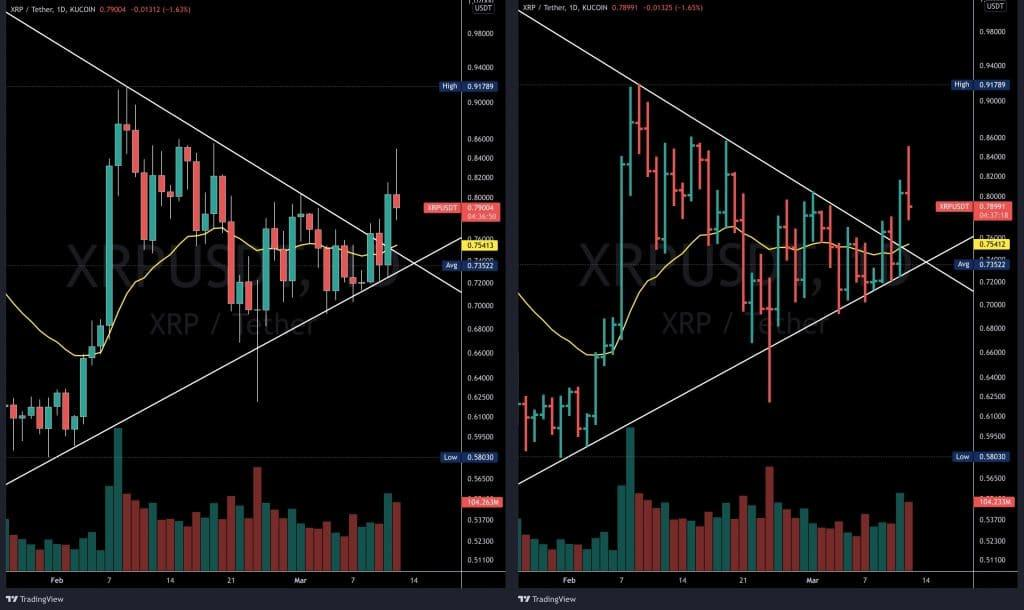 XRP / Tether, 1D, KUCOIN 0.79004 -0.01312 (-1.63%)
USDT
0.98000
0.94000
High 0.91789
0.90000
0.86000
0.84000
0.82000
0.80000
XRPUSDT 0.79004
04:36:50
0.75413
Avg 0.73522
0.72000
0.70000
0.68000
0.66000
0.64000
0.62500
0.61000
0.59500
Low 0.58030
0.56500
104.263M
0.53700
0.52300
0.51100
XRPUSDT, 1D
XRP / Tether
Feb 7 14 21 Mar 7 14
TradingView
XRP / Tether, 1D, KUCOIN 0.78991 -0.01325 (-1.65%)
USDT
0.98000
0.94000
High 0.91789
0.90000
0.86000
0.84000
0.82000
0.80000
XRPUSDT 0.78991
04:37:18
0.76000
0.75412
Avg 0.73522
0.72000
0.70000
0.68000
0.66000
0.64000
0.62500
0.61000
0.59500
Low 0.58030
0.56500
104.233M
0.53700
0.52300
0.51100
XRPUSDT,
XRP / Tether
Feb 7 14 21 Mar 7 14
TradingView